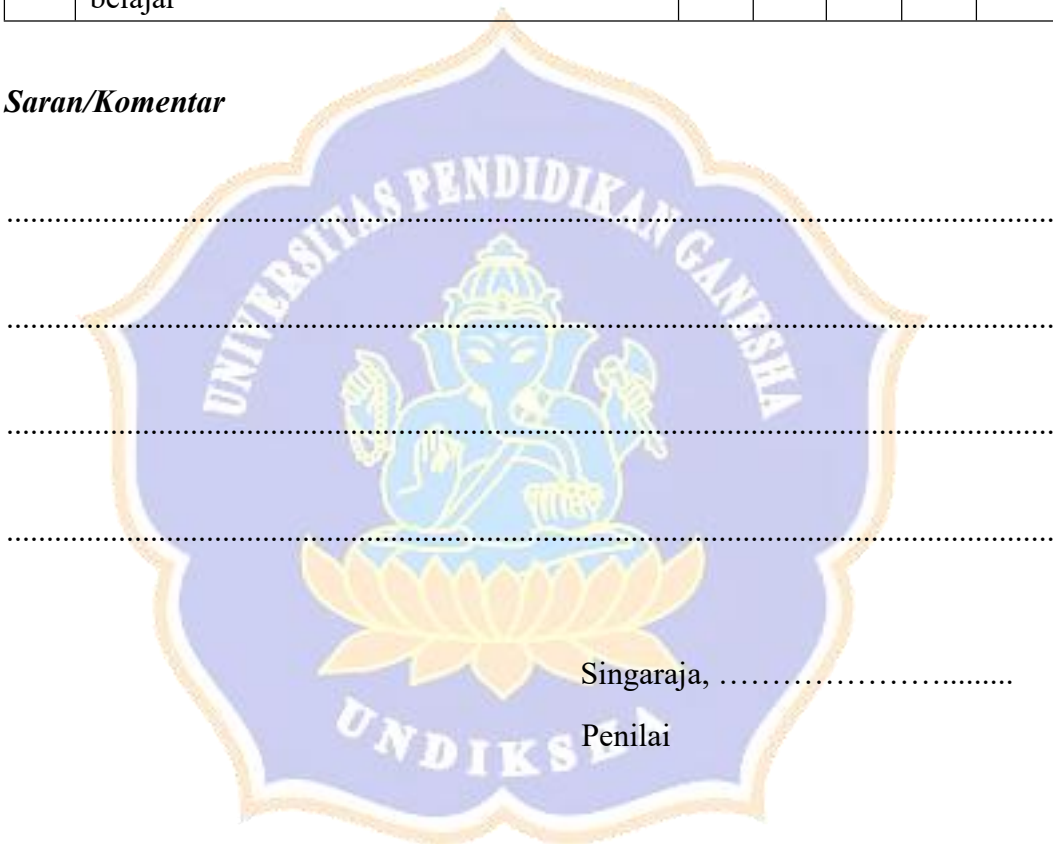 belajar
Saran/Komentar
................................................................................................................................
................................................................................................................................
................................................................................................................................
................................................................................................................................
UNIVERSITAS PENDIDIKAN GANESHA
Singaraja, ………………….........
Penilai
UNDIKSHA